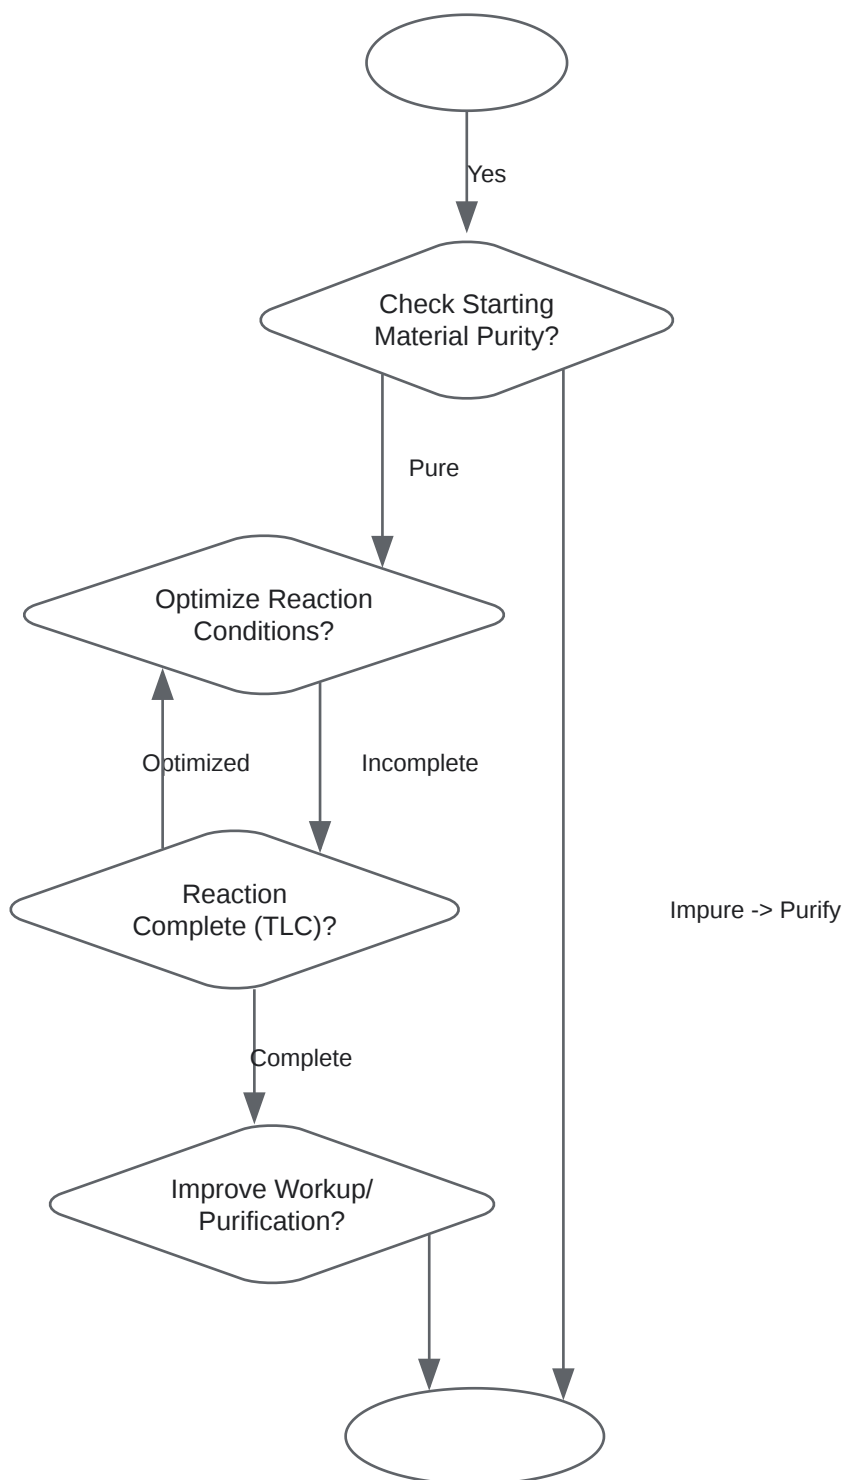 Yes
Check Starting
Material Purity?
Pure
Optimize Reaction
Conditions?
Optimized
Incomplete
Reaction
Complete (TLC)?
Impure -> Purify
Complete
Improve Workup/
Purification?